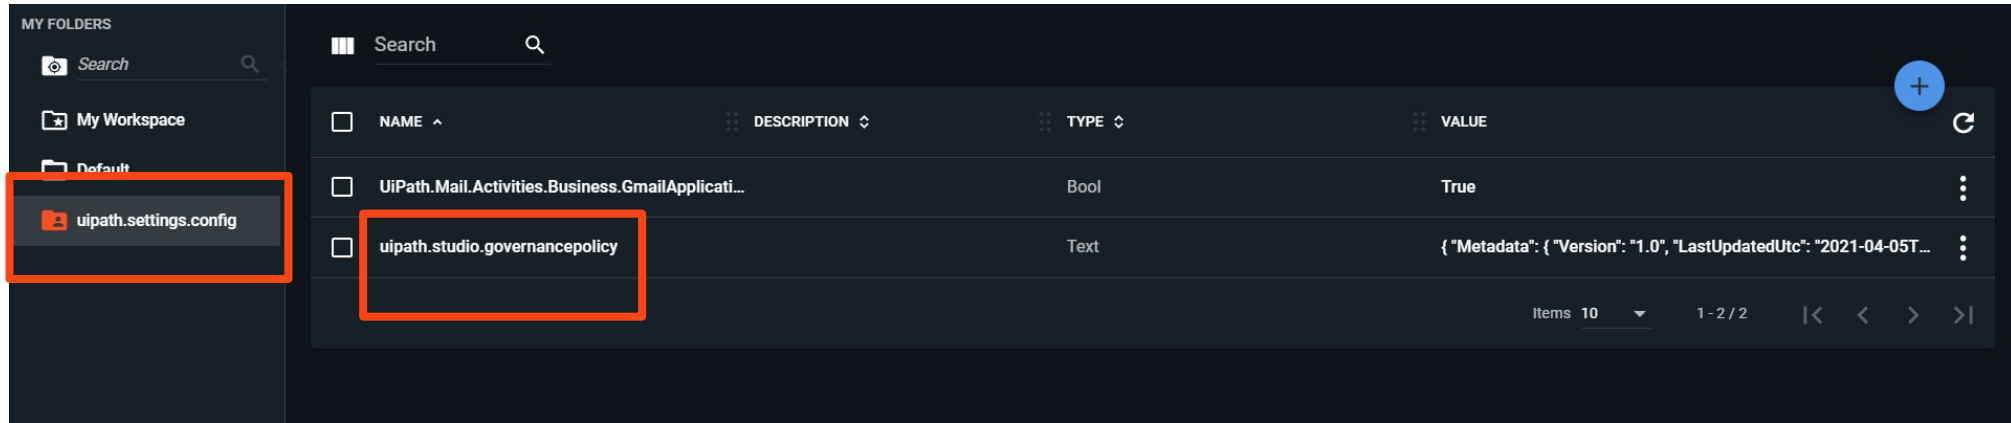 MY FOLDERS
Search
My Workspace
Default
uipath.settings.config
Search
NAME DESCRIPTION TYPE VALUE
UiPath.Mail.Activities.Business.GmailApplicati... Bool True
uipath.studio.governancepolicy Text { "Metadata": { "Version": "1.0", "LastUpdatedUtc": "2021-04-05T...
Items 10 1 - 2 / 2